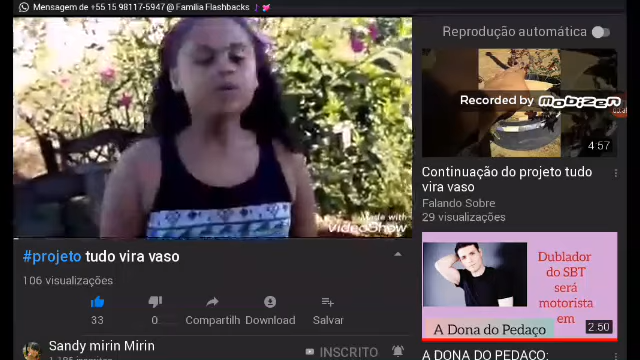 Mensagem de +55 15 98117-5947 @ Família Flashbacks
Reprodução automática
Recorded by mobizen
4:57
Made with
VideoShow
Continuação do projeto tudo
vira vaso
Falando Sobre
29 visualizações
#projeto tudo vira vaso
106 visualizações
33
0
Compartilh
Download
Salvar
Dublador
do SBT
será
motorista
em
A Dona do Pedaço
2:50
Sandy mirin Mirin
INSCRITO
A DONA DO PEDAÇO: